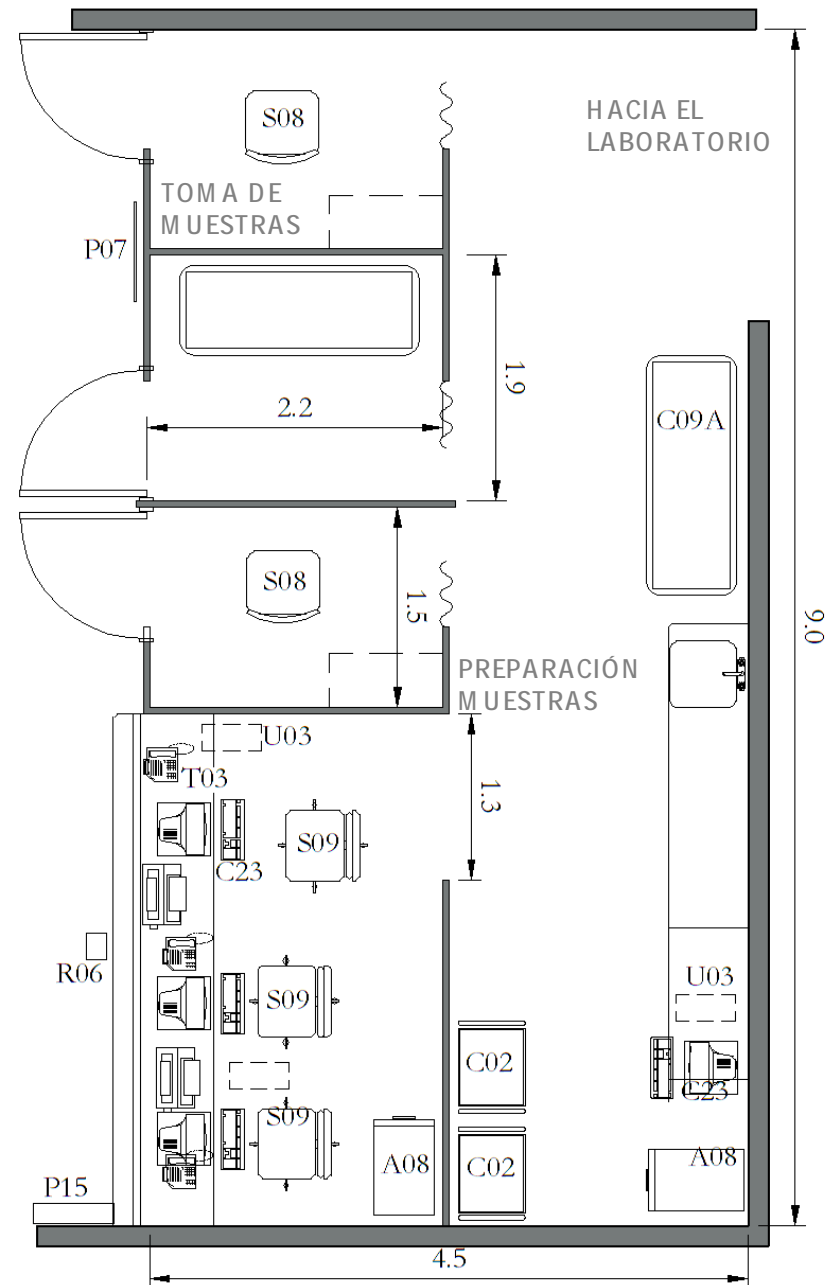 S08
HACIA EL
LABORATORIO
TOMA DE
MUESTRAS
P07
1.9
2.2
C09A
S08
1.5
9.0
PREPARACIÓN
MUESTRAS
U03
T03
1.3
S09
C23
R06
S09
U03
C02
C23
S09
A08
C02
A08
P15
4.5